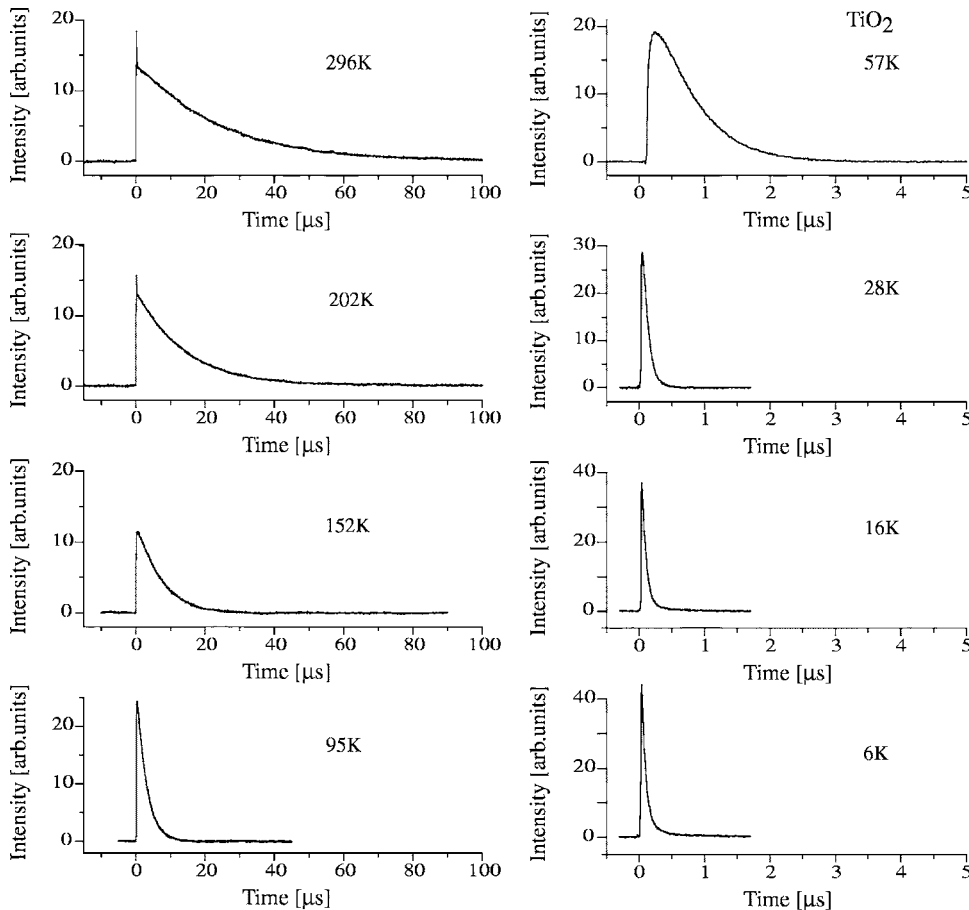 Intensity [arb.units]
20
10
0
296K
0 20 40 60 80 100
Time [µs]
Intensity [arb.units]
20
10
0
202K
0 20 40 60 80 100
Time [µs]
Intensity [arb.units]
20
10
0
152K
0 20 40 60 80 100
Time [µs]
Intensity [arb.units]
20
10
0
95K
0 20 40 60 80 100
Time [µs]
TiO2
Intensity [arb.units]
20
10
0
57K
0 1 2 3 4 5
Time [µs]
Intensity [arb.units]
30
20
10
0
28K
0 1 2 3 4 5
Time [µs]
Intensity [arb.units]
40
20
0
16K
0 1 2 3 4 5
Time [µs]
Intensity [arb.units]
40
20
0
6K
0 1 2 3 4 5
Time [µs]